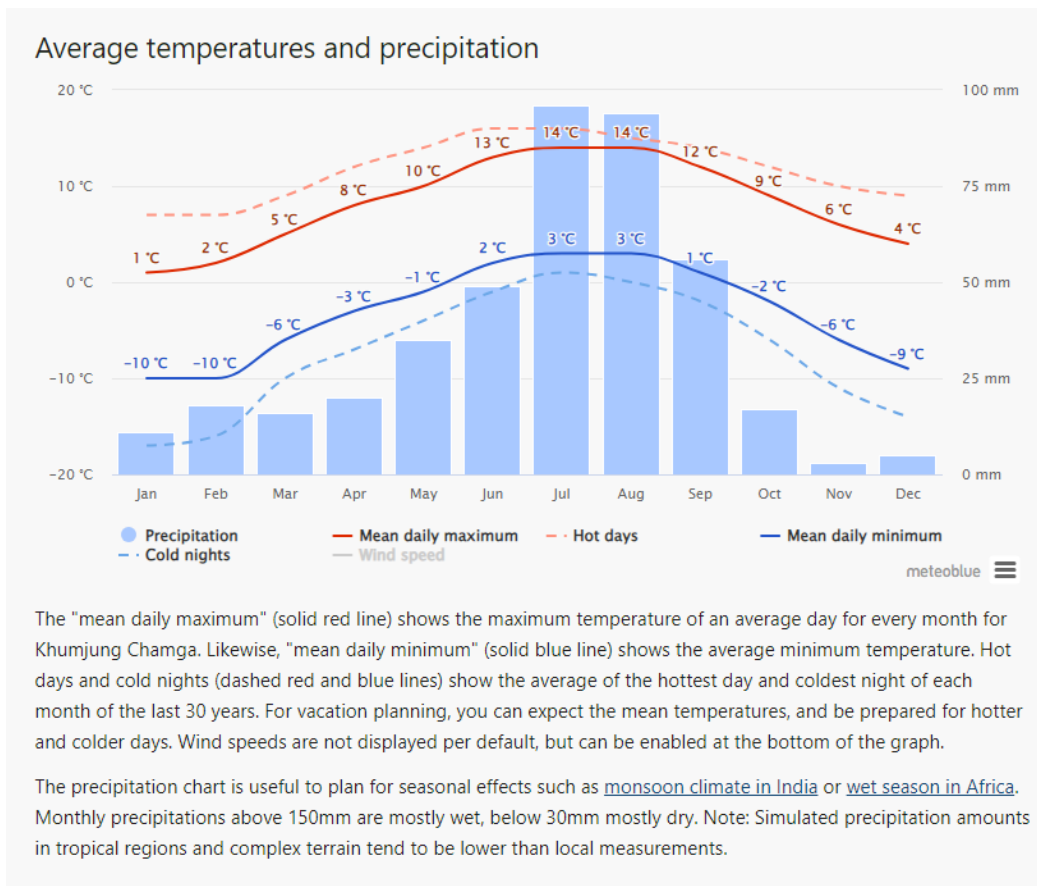 Average temperatures and precipitation
20 °C
100 mm
14 °C
14 °C
13 °C
12 °C
10 °C
8 °C
9 °C
10 °C
75 mm
5 °C
6 °C
4 °C
1 °C
2 °C
2 °C
3 °C
3 °C
1 °C
0 °C
50 mm
-1 °C
-3 °C
-2 °C
-6 °C
-6 °C
-10 °C
-10 °C
-9 °C
-10 °C
25 mm
-20 °C
0 mm
Jan Feb Mar Apr May Jun Jul Aug Sep Oct Nov Dec
Precipitation Mean daily maximum Hot days Mean daily minimum
Cold nights Wind speed
meteoblue
The "mean daily maximum" (solid red line) shows the maximum temperature of an average day for every month for
Khumjung Chamga. Likewise, "mean daily minimum" (solid blue line) shows the average minimum temperature. Hot
days and cold nights (dashed red and blue lines) show the average of the hottest day and coldest night of each
month of the last 30 years. For vacation planning, you can expect the mean temperatures, and be prepared for hotter
and colder days. Wind speeds are not displayed per default, but can be enabled at the bottom of the graph.
The precipitation chart is useful to plan for seasonal effects such as monsoon climate in India or wet season in Africa.
Monthly precipitations above 150mm are mostly wet, below 30mm mostly dry. Note: Simulated precipitation amounts
in tropical regions and complex terrain tend to be lower than local measurements.